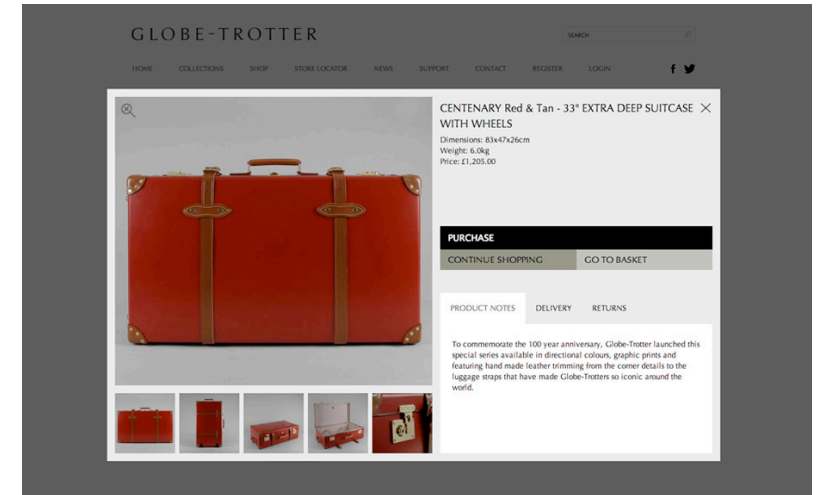 GLOBE-TROTTER
SEARCH
HOME COLLECTIONS SHOP STORE LOCATOR NEWS SUPPORT CONTACT REGISTER LOGIN
CENTENARY Red & Tan - 33" EXTRA DEEP SUITCASE
WITH WHEELS
Dimensions: 83x47x26cm
Weight: 6.0kg
Price: £1,205.00
PURCHASE
CONTINUE SHOPPING GO TO BASKET
PRODUCT NOTES DELIVERY RETURNS
To commemorate the 100 year anniversary, Globe-Trotter launched this
special series available in directional colours, graphic prints and
featuring hand made leather trimming from the corner details to the
luggage straps that have made Globe-Trotters so iconic around the
world.